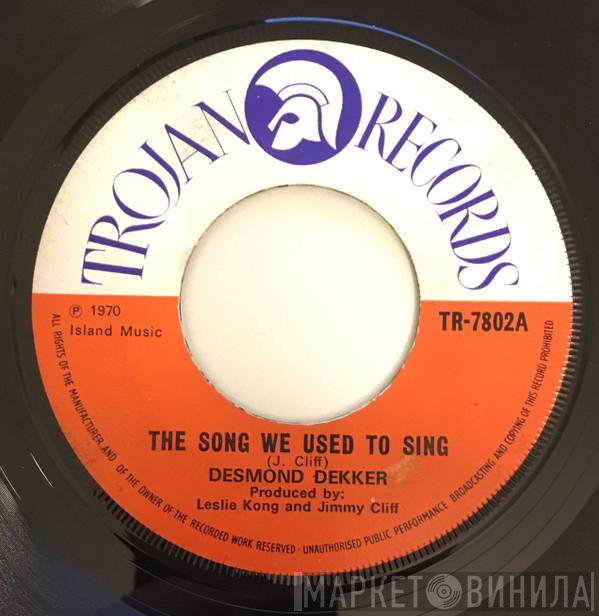 TROJAN RECORDS
℗ 1970
Island Music
TR-7802A
THE SONG WE USED TO SING
(J. Cliff)
DESMOND DEKKER
Produced by:
Leslie Kong and Jimmy Cliff
ALL RIGHTS OF THE MANUFACTURER AND OF THE OWNER OF THE RECORDED WORK RESERVED · UNAUTHORISED PUBLIC PERFORMANCE BROADCASTING AND COPYING OF THIS RECORD PROHIBITED
МАРКЕТ ВИНИЛА